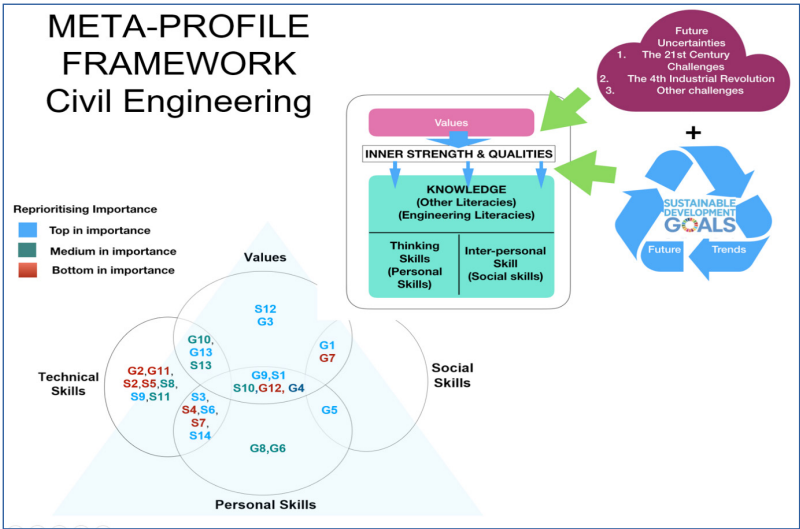 META-PROFILE
FRAMEWORK
Civil Engineering
Future
Uncertainties
1. The 21st Century
Challenges
2. The 4th Industrial Revolution
3. Other challenges
+
Values
INNER STRENGTH & QUALITIES
KNOWLEDGE
(Other Literacies)
(Engineering Literacies)
Thinking
Skills
(Personal
Skills)
Inter-personal
Skill
(Social skills)
SUSTAINABLE
DEVELOPMENT
GOALS
Future
Trends
Reprioritising Importance
Top in importance
Medium in importance
Bottom in importance
Values
S12
G3
G10,
G13
S13
G1
G7
Technical
Skills
G2,G11,
S2,S5,S8,
S9,S11
G9,S1
S10,G12, G4
Social
Skills
S3,
S4,S6,
S7,
S14
G5
G8,G6
Personal Skills